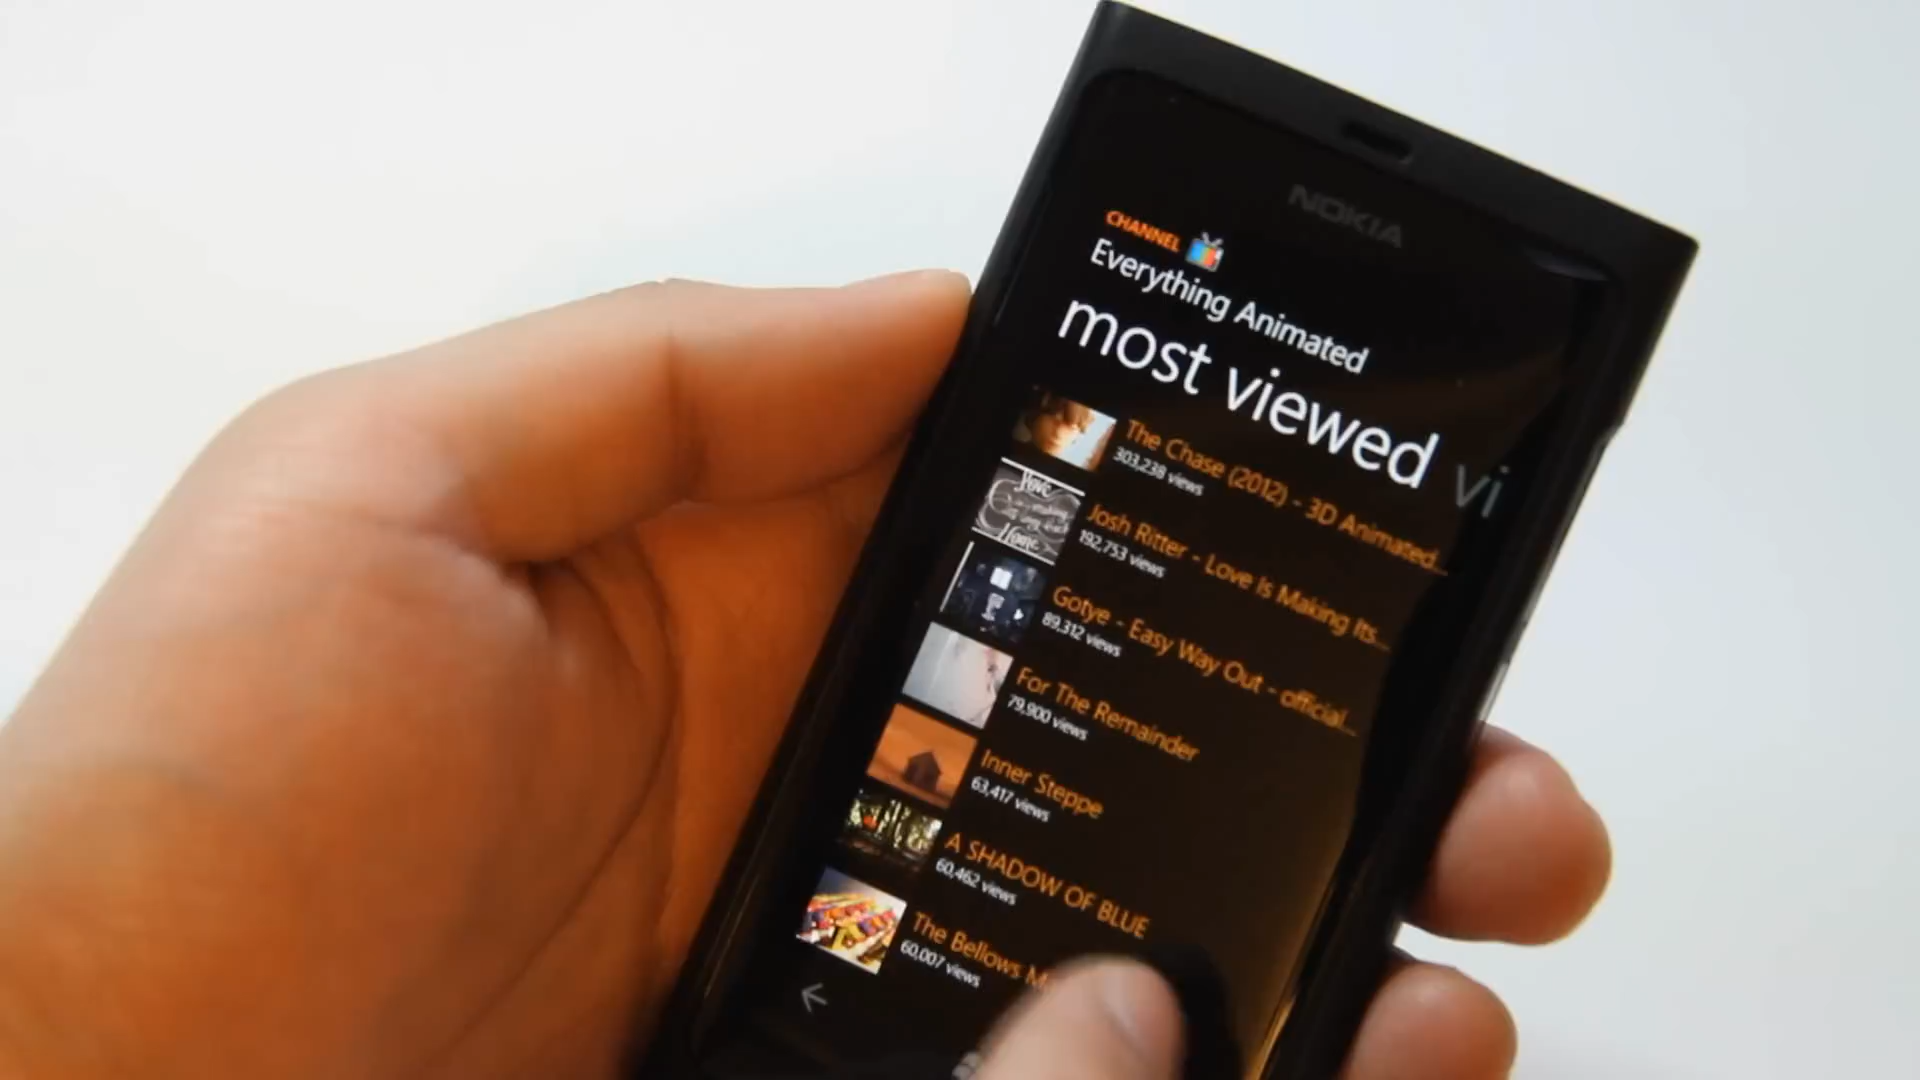 NOKIA
CHANNEL
Everything Animated
most viewed vi
The Chase (2012) - 3D Animated...
303,238 views
Josh Ritter - Love Is Making Its...
192,753 views
Gotye - Easy Way Out - official...
89,312 views
For The Remainder
79,900 views
Inner Steppe
63,417 views
A SHADOW OF BLUE
60,462 views
The Bellows M
60,007 views